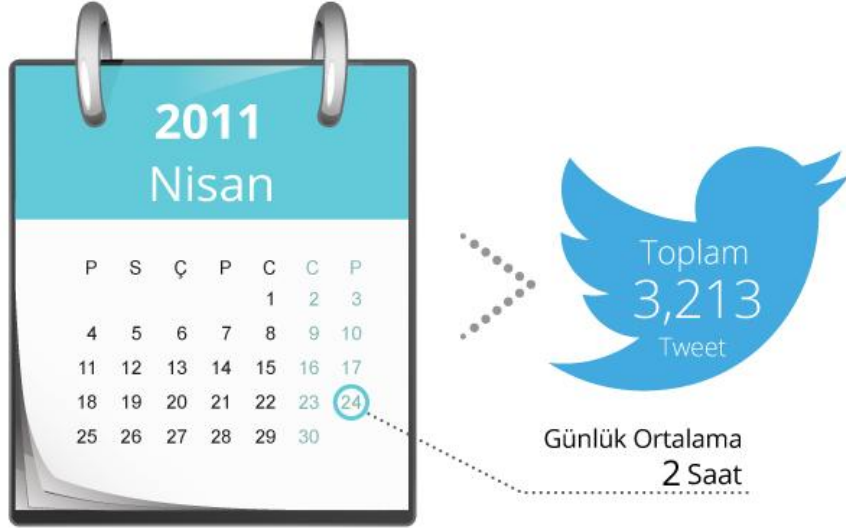 2011
Nisan
P S Ç P C C P
1 2 3
4 5 6 7 8 9 10
11 12 13 14 15 16 17
18 19 20 21 22 23 24
25 26 27 28 29 30
Toplam
3,213
Tweet
Günlük Ortalama
2 Saat